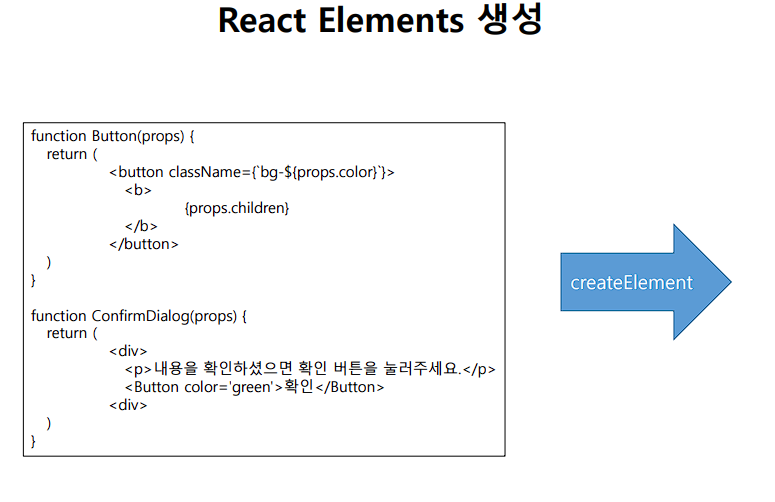 React Elements 생성
function Button(props) {
return (
<button className={`bg-${props.color}`}>
<b>
{props.children}
</b>
</button>
)
}
function ConfirmDialog(props) {
return (
<div>
<p>내용을 확인하셨으면 확인 버튼을 눌러주세요.</p>
<Button color='green'>확인</Button>
<div>
)
}
createElement